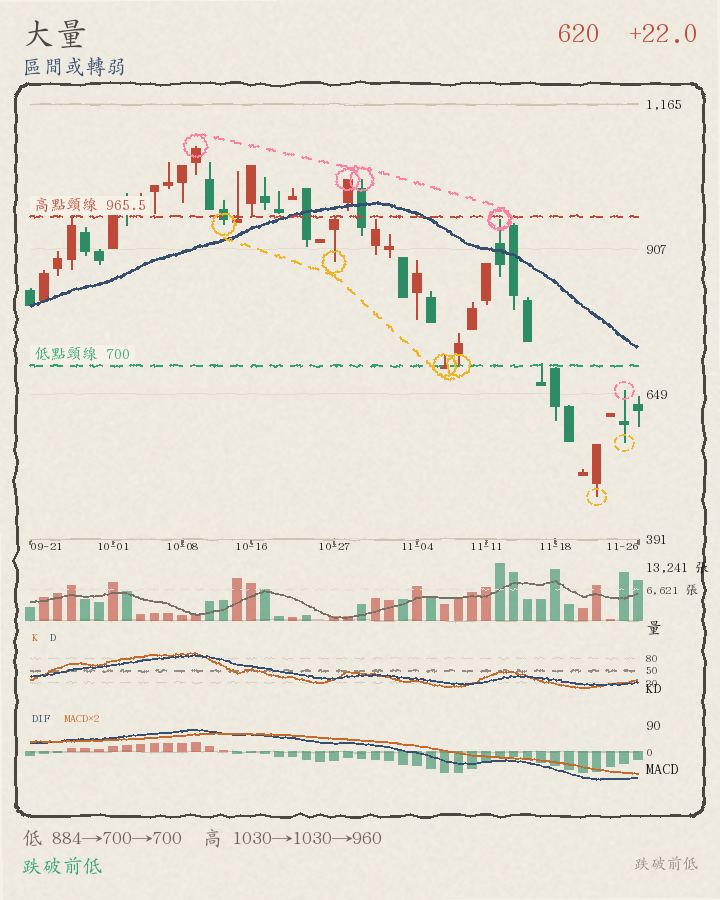 大量
620 +22.0
區間或轉弱
1,165
高點頸線 965.5
907
低點頸線 700
649
391
09-21 10-01 10-08 10-16 10-27 11-04 11-11 11-18 11-26
13,241 張
6,621 張
量
K D
80
50
20
KD
DIF MACD×2
90
0
MACD
低 884→700→700 高 1030→1030→960
跌破前低
跌破前低